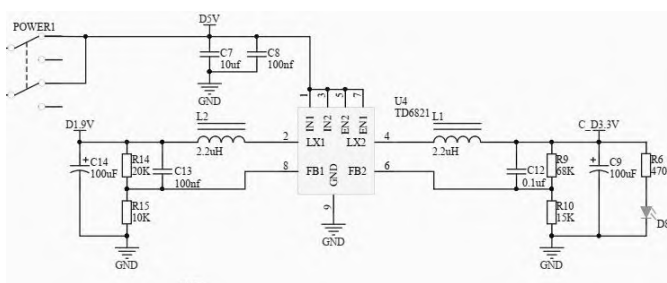 POWER1
D5V
C7
10uf
C8
100nf
GND
1
3
5
7
IN1
IN2
EN2
EN1
U4
TD6821
D1.9V
L2
2.2uH
2
LX1
LX2
4
L1
2.2uH
C_D3.3V
C14
100uF
R14
20K
C13
100nf
8
FB1
GND
FB2
6
C12
0.1uf
R9
68K
C9
100uF
R6
470
R15
10K
9
R10
15K
D8
GND
GND
GND